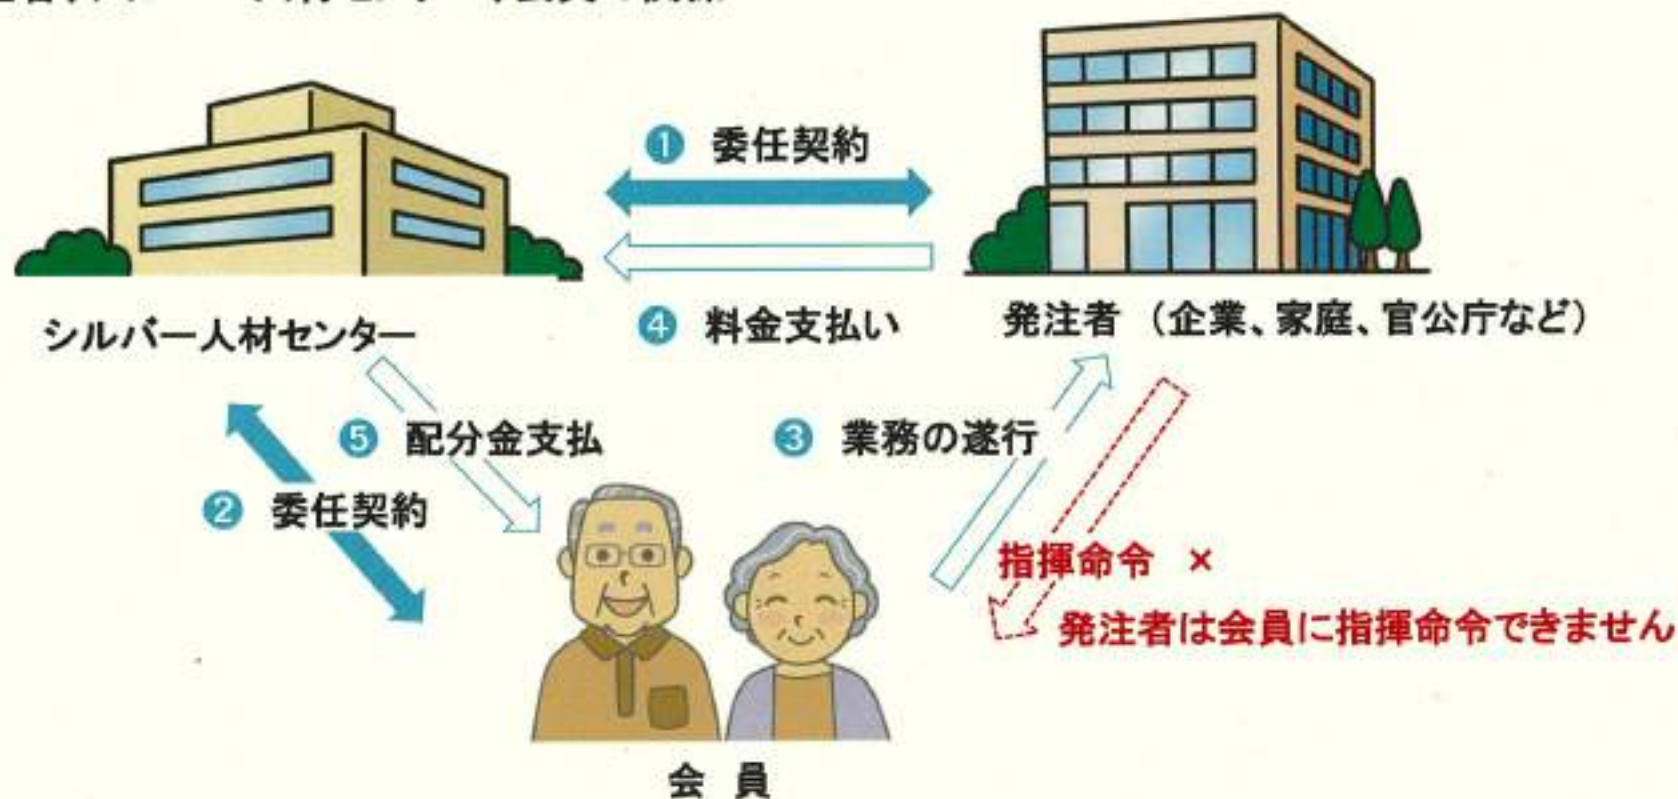 ❶ 委任契約
❹ 料金支払い
シルバー人材センター
発注者 (企業、家庭、官公庁など)
❺ 配分金支払
❸ 業務の遂行
❷ 委任契約
指揮命令 ×
発注者は会員に指揮命令できません
会 員